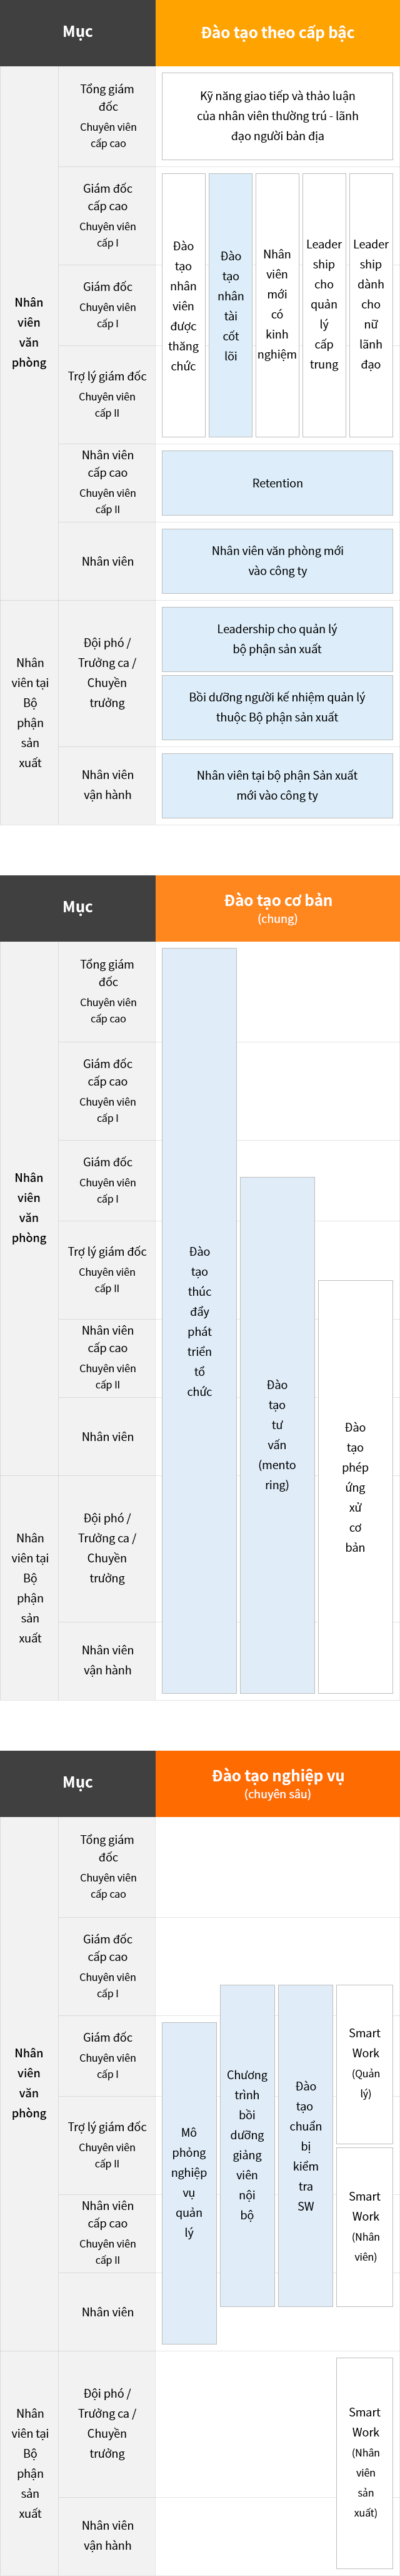 Mục
Đào tạo theo cấp bậc
Nhân
viên
văn
phòng
Tổng giám
đốc
Chuyên viên
cấp cao
Kỹ năng giao tiếp và thảo luận
của nhân viên thường trú - lãnh
đạo người bản địa
Giám đốc
cấp cao
Chuyên viên
cấp I
Giám đốc
Chuyên viên
cấp I
Trợ lý giám đốc
Chuyên viên
cấp II
Đào
tạo
nhân
viên
được
thăng
chức
Đào
tạo
nhân
tài
cốt
lõi
Nhân
viên
mới
có
kinh
nghiệm
Leader
ship
cho
quản
lý
cấp
trung
Leader
ship
dành
cho
nữ
lãnh
đạo
Nhân viên
cấp cao
Chuyên viên
cấp II
Retention
Nhân viên
Nhân viên văn phòng mới
vào công ty
Nhân
viên tại
Bộ
phận
sản
xuất
Đội phó /
Trưởng ca /
Chuyền
trưởng
Leadership cho quản lý
bộ phận sản xuất
Bồi dưỡng người kế nhiệm quản lý
thuộc Bộ phận sản xuất
Nhân viên
vận hành
Nhân viên tại bộ phận Sản xuất
mới vào công ty
Mục
Đào tạo cơ bản
(chung)
Nhân
viên
văn
phòng
Tổng giám
đốc
Chuyên viên
cấp cao
Giám đốc
cấp cao
Chuyên viên
cấp I
Giám đốc
Chuyên viên
cấp I
Trợ lý giám đốc
Chuyên viên
cấp II
Nhân viên
cấp cao
Chuyên viên
cấp II
Nhân viên
Nhân
viên tại
Bộ
phận
sản
xuất
Đội phó /
Trưởng ca /
Chuyền
trưởng
Nhân viên
vận hành
Đào
tạo
thúc
đẩy
phát
triển
tổ
chức
Đào
tạo
tư
vấn
(mento
ring)
Đào
tạo
phép
ứng
xử
cơ
bản
Mục
Đào tạo nghiệp vụ
(chuyên sâu)
Nhân
viên
văn
phòng
Tổng giám
đốc
Chuyên viên
cấp cao
Giám đốc
cấp cao
Chuyên viên
cấp I
Giám đốc
Chuyên viên
cấp I
Trợ lý giám đốc
Chuyên viên
cấp II
Nhân viên
cấp cao
Chuyên viên
cấp II
Nhân viên
Mô
phỏng
nghiệp
vụ
quản
lý
Chương
trình
bồi
dưỡng
giảng
viên
nội
bộ
Đào
tạo
chuẩn
bị
kiểm
tra
SW
Smart
Work
(Quản
lý)
Smart
Work
(Nhân
viên)
Nhân
viên tại
Bộ
phận
sản
xuất
Đội phó /
Trưởng ca /
Chuyền
trưởng
Nhân viên
vận hành
Smart
Work
(Nhân
viên
sản
xuất)